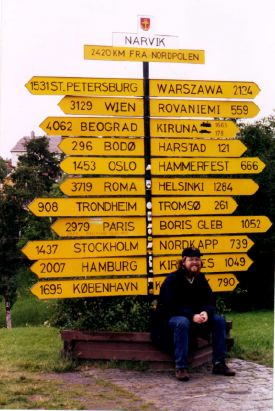 NARVIK
2420 KM FRA NORDPOLEN
1531 ST. PETERSBURG
WARSZAWA 2134
3129 WIEN
ROVANIEMI 559
4062 BEOGRAD
KIRUNA
296 BODØ
HARSTAD 121
1453 OSLO
HAMMERFEST 666
3719 ROMA
HELSINKI 1284
908 TRONDHEIM
TROMSØ 261
2979 PARIS
BORIS GLEB 1052
1437 STOCKHOLM
NORDKAPP 739
2007 HAMBURG
1049
1695 KØBENHAVN
790